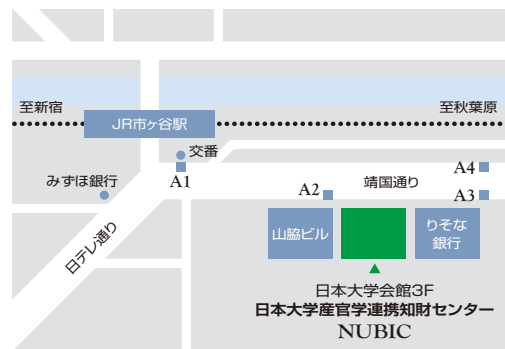 至新宿
至秋葉原
JR市ヶ谷駅
交番
みずほ銀行
A1
A2
靖国通り
A4
A3
日テレ通り
山脇ビル
りそな
銀行
日本大学会館3F
日本大学産官学連携知財センター
NUBIC